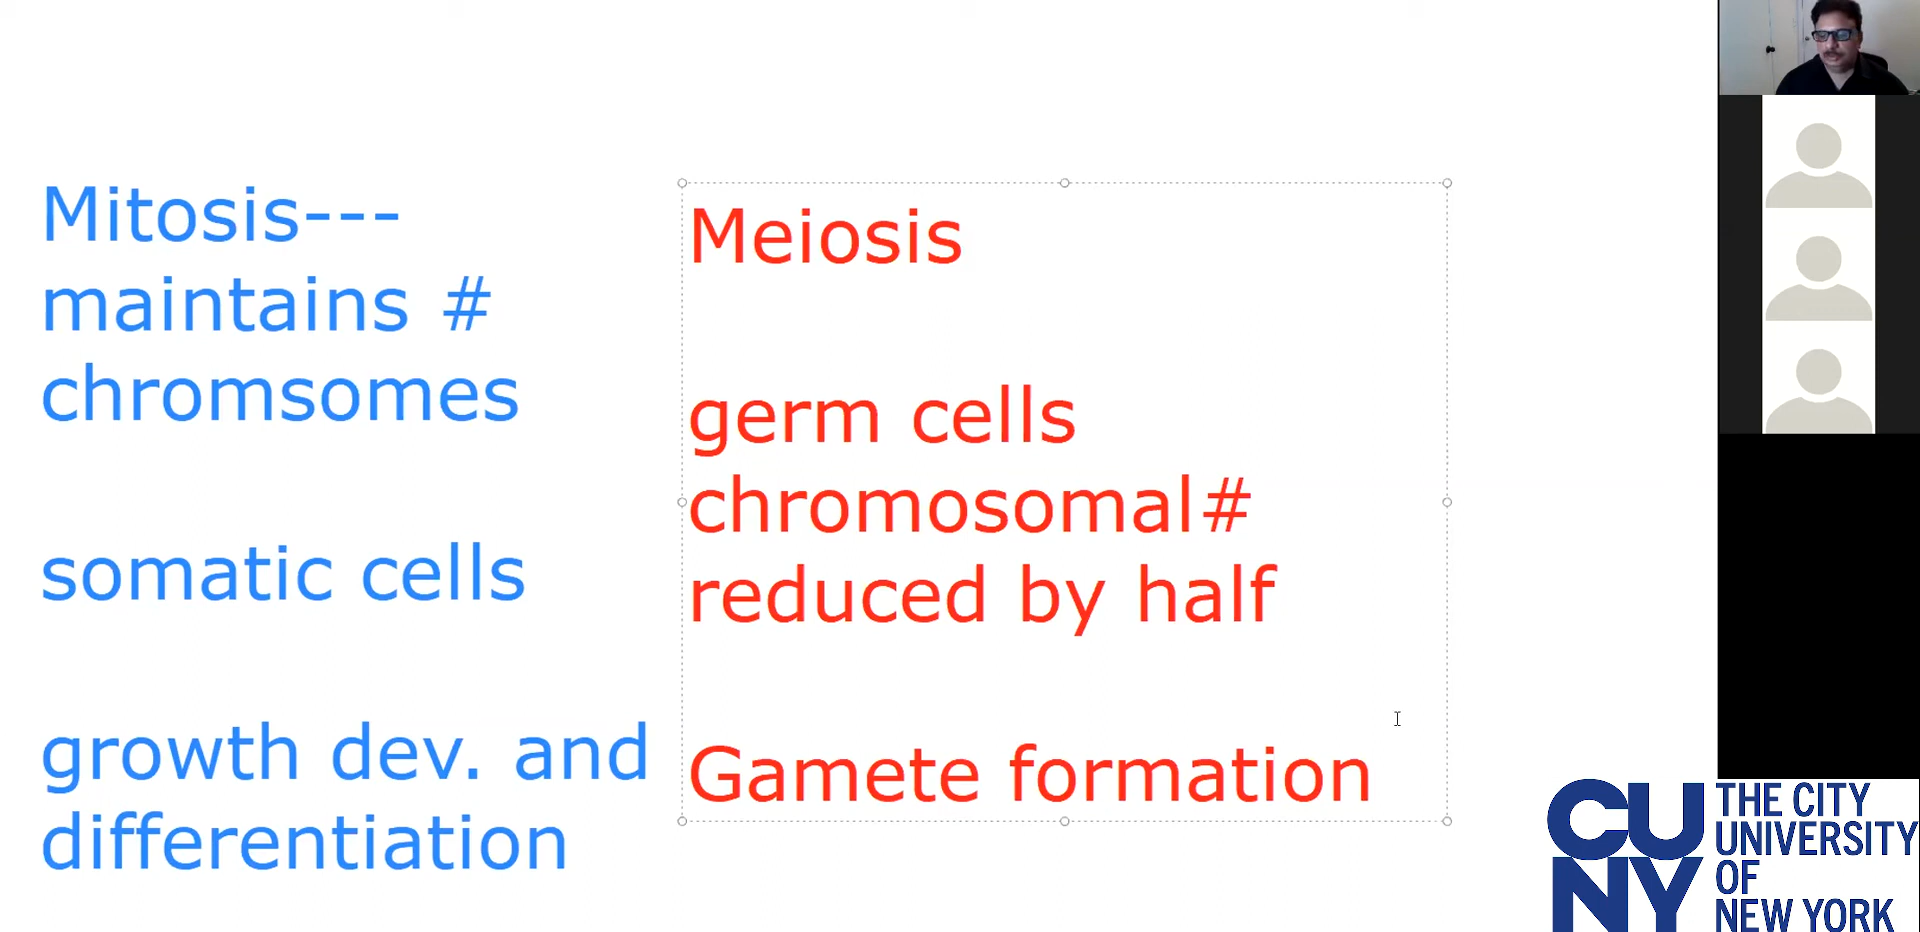 Mitosis---
maintains #
chromsomes
somatic cells
growth dev. and
differentiation
Meiosis
germ cells
chromosomal#
reduced by half
Gamete formation
CU
NY
THE CITY
UNIVERSITY
OF
NEW YORK